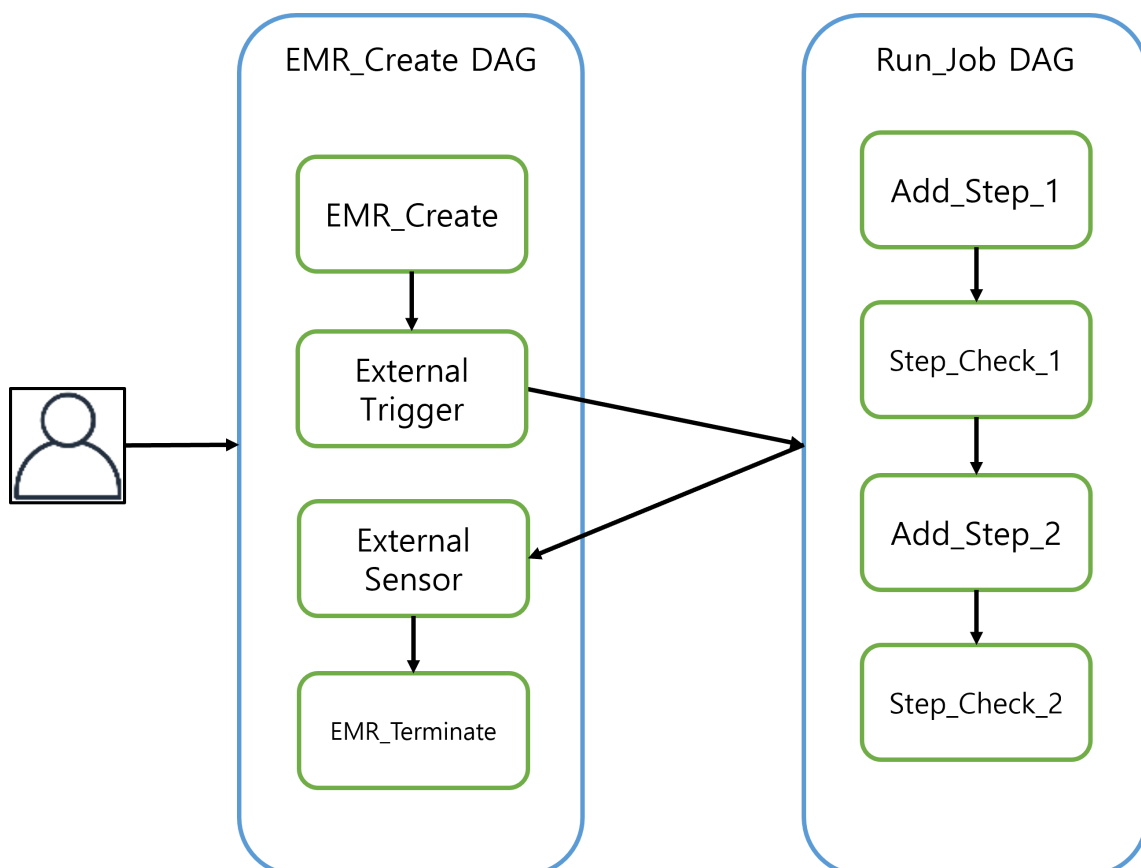 EMR_Create DAG
EMR_Create
External
Trigger
External
Sensor
EMR_Terminate
Run_Job DAG
Add_Step_1
Step_Check_1
Add_Step_2
Step_Check_2